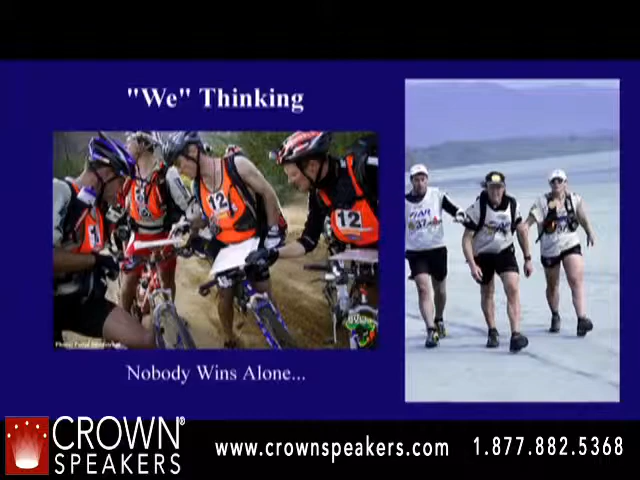 "We" Thinking
12
12
Nobody Wins Alone...
CROWN®
SPEAKERS
www.crownspeakers.com
1.877.882.5368